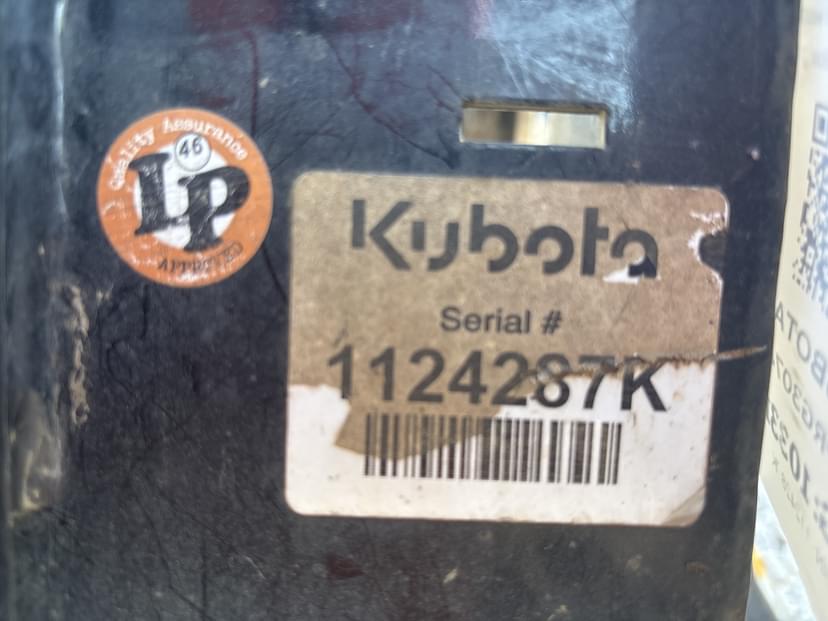 Quality Assurance
46
LP
APPROVED
Kubota
Serial #
1124287K